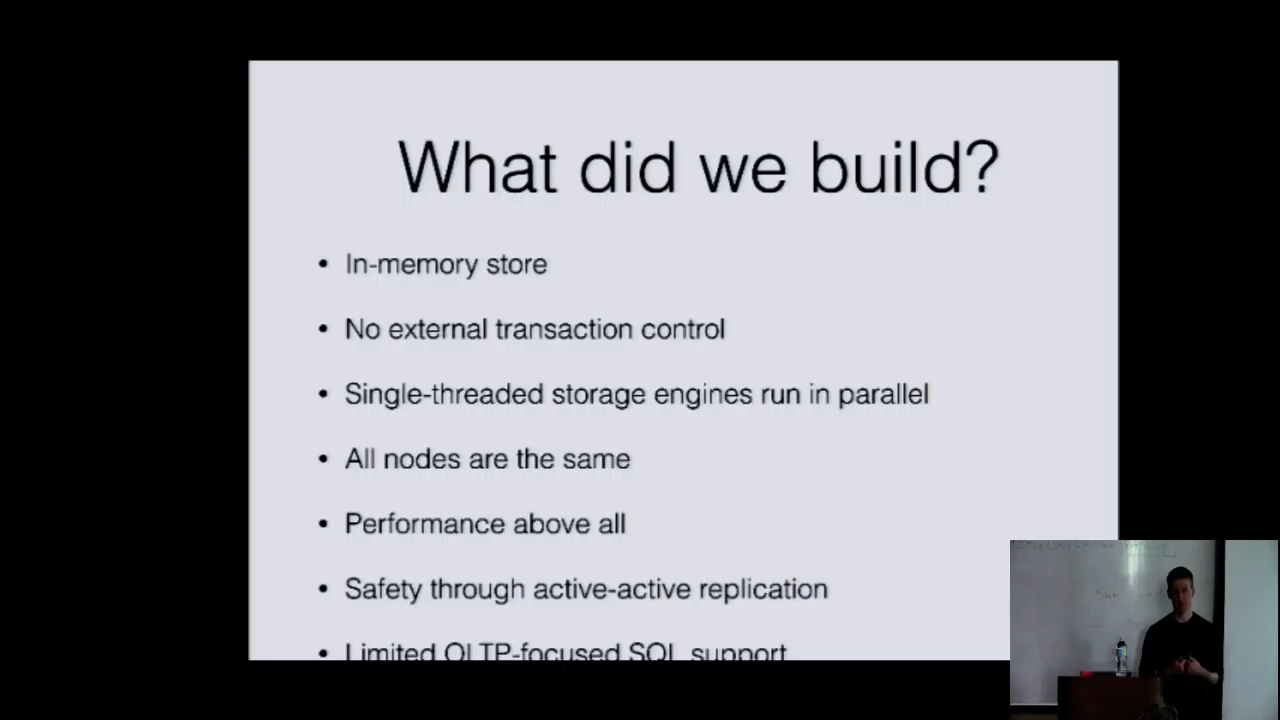 What did we build?
• In-memory store
• No external transaction control
• Single-threaded storage engines run in parallel
• All nodes are the same
• Performance above all
• Safety through active-active replication
• Limited OLTP-focused SQL support